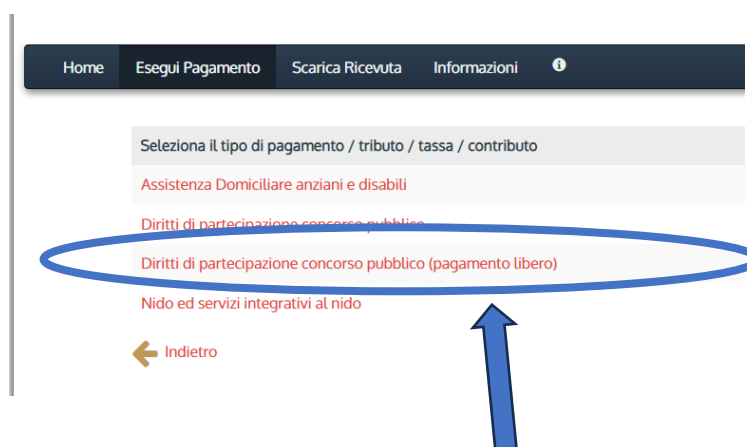 Home Esegui Pagamento Scarica Ricevuta Informazioni
Seleziona il tipo di pagamento / tributo / tassa / contributo
Assistenza Domiciliare anziani e disabili
Diritti di partecipazione concorso pubblico
Diritti di partecipazione concorso pubblico (pagamento libero)
Nido ed servizi integrativi al nido
Indietro